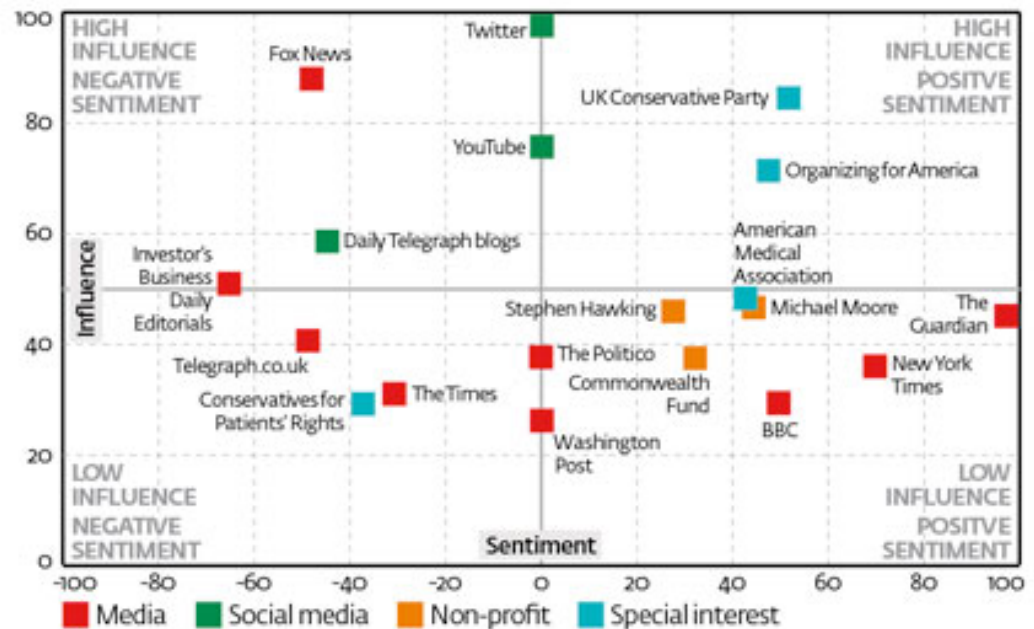 100
80
60
40
20
0
HIGH
INFLUENCE
NEGATIVE
SENTIMENT
HIGH
INFLUENCE
POSITVE
SENTIMENT
Twitter
Fox News
UK Conservative Party
YouTube
Organizing for America
Daily Telegraph blogs
American
Medical
Association
Investor's
Business
Daily
Editorials
Influence
Stephen Hawking
Michael Moore
The
Guardian
Telegraph.co.uk
The Politico
Commonwealth
Fund
New York
Times
Conservatives for
Patients' Rights
The Times
BBC
Washington
Post
LOW
INFLUENCE
NEGATIVE
SENTIMENT
LOW
INFLUENCE
POSITVE
SENTIMENT
Sentiment
-100 -80 -60 -40 -20 0 20 40 60 80 100
Media Social media Non-profit Special interest